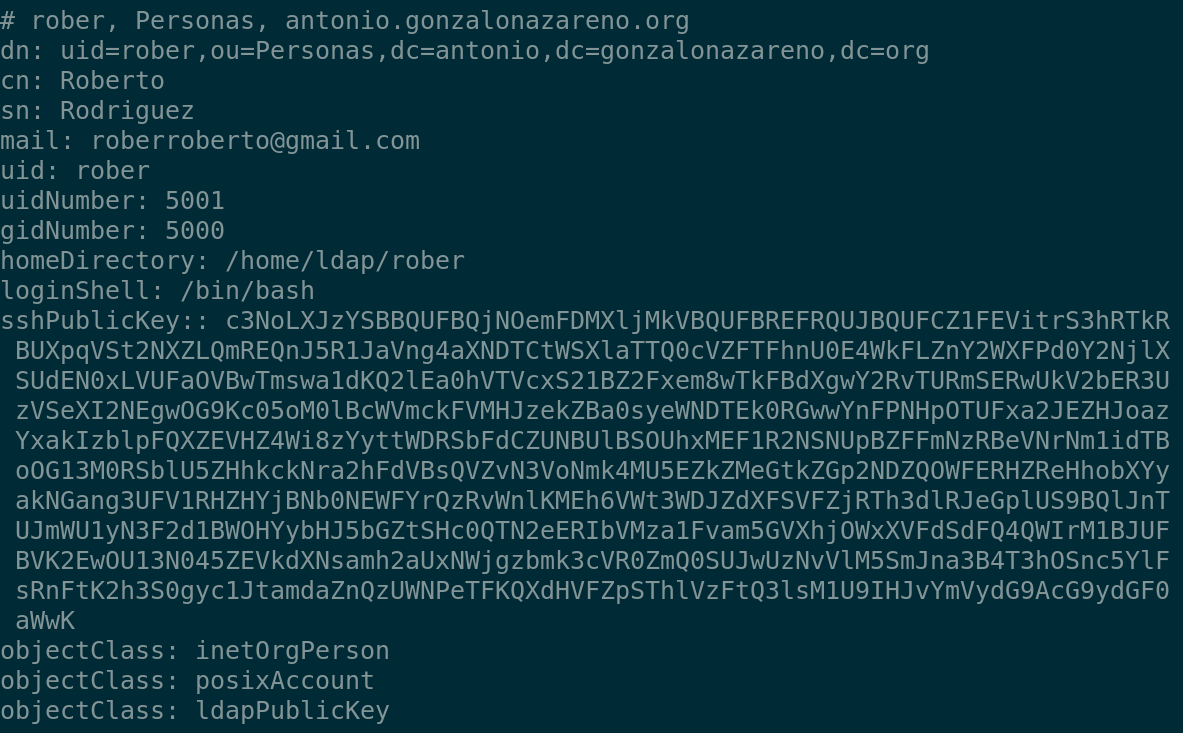 # rober, Personas, antonio.gonzalonazareno.org
dn: uid=rober,ou=Personas,dc=antonio,dc=gonzalonazareno,dc=org
cn: Roberto
sn: Rodriguez
mail: roberroberto@gmail.com
uid: rober
uidNumber: 5001
gidNumber: 5000
homeDirectory: /home/ldap/rober
loginShell: /bin/bash
sshPublicKey:: c3NoLXJzYSBBQUFBQjNOemFDMXljMkVBQUFBREFRQUJBQUFCZ1FEVitrS3hRTkR
 BUXpqVSt2NXZLQmREQnJ5R1JaVng4aXNDTCtWSXlaTTQ0cVZFTFhnU0E4WkFLZnY2WXFPd0Y2NjlX
 SUdEN0xLVUFaOVBwTmswa1dKQ2lEa0hVTVcxS21BZ2Fxem8wTkFBdXgwY2RvTURmSERwUkV2bER3U
 zVSeXI2NEgwOG9Kc05oM0lBcWVmckFVMHJzekZBa0syeWNDTEk0RGwwYnFPNHpOTUFxa2JEZHJoaz
 YxakIzblpFQXZEVHZ4Wi8zYyttWDRSbFdCZUNBUlBSOUhxMEF1R2NSNUpBZFFmNzRBeVNrNm1idTB
 oOG13M0RSblU5ZHhkckNra2hFdVBsQVZvN3VoNmk4MU5EZkZMeGtkZGp2NDZQOWFERHZReHhobXYy
 akNGang3UFV1RHZHYjBNb0NEWFYrQzRvWnlKMEh6VWt3WDJZdXFSVFZjRTh3dlRJeGplUS9BQlJnT
 UJmWU1yN3F2d1BWOHYybHJ5bGZtSHc0QTN2eERIbVMza1Fvam5GVXhjOWxXVFdSdFQ4QWIrM1BJUF
 BVK2EwOU13N045ZEVkdXNsamh2aUxNWjgzbmk3cVR0ZmQ0SUJwUzNvVlM5SmJna3B4T3hOSnc5YlF
 sRnFtK2h3S0gyc1JtamdaZnQzUWNPeTFKQXdHVFZpSThlVzFtQ3lsM1U9IHJvYmVydG9AcG9ydGF0
 aWwK
objectClass: inetOrgPerson
objectClass: posixAccount
objectClass: ldapPublicKey